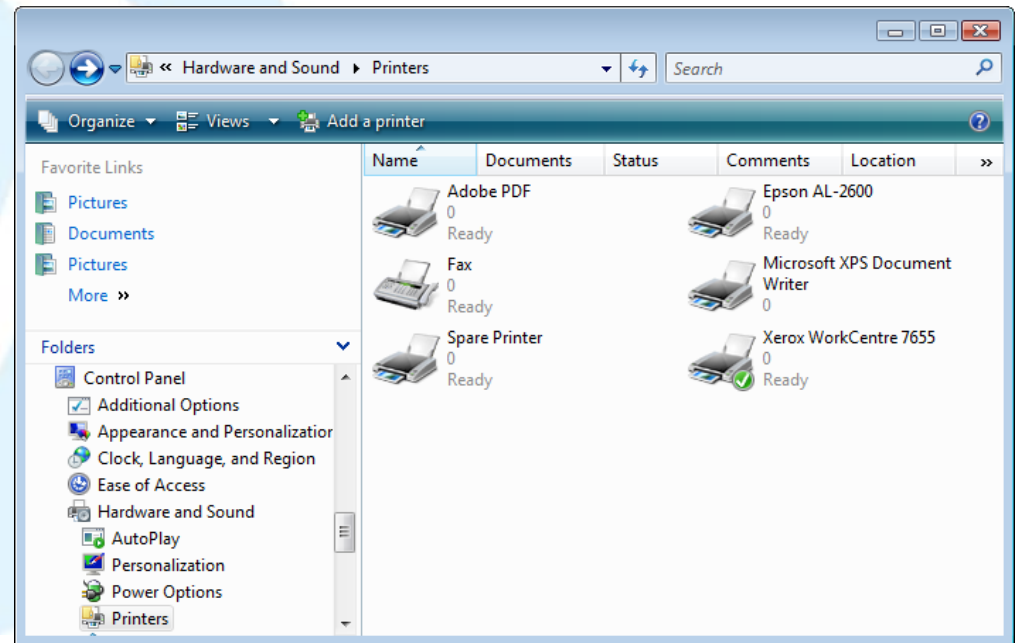 « Hardware and Sound Printers Search
Organize Views Add a printer
Favorite Links
Pictures
Documents
Pictures
More »
Folders
Control Panel
Additional Options
Appearance and Personalization
Clock, Language, and Region
Ease of Access
Hardware and Sound
AutoPlay
Personalization
Power Options
Printers
Name Documents Status Comments Location »
Adobe PDF
0
Ready
Epson AL-2600
0
Ready
Fax
0
Ready
Microsoft XPS Document
Writer
0
Spare Printer
0
Ready
Xerox WorkCentre 7655
0
Ready